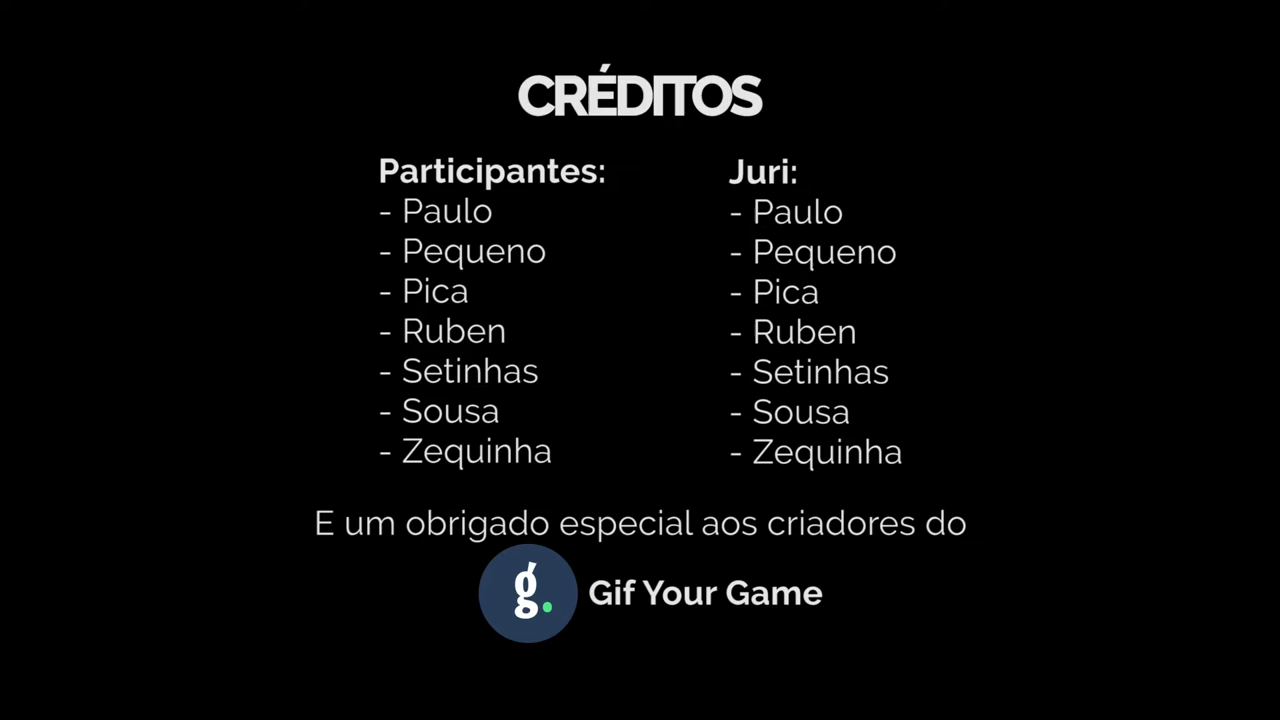 CRÉDITOS
Participantes:
- Paulo
- Pequeno
- Pica
- Ruben
- Setinhas
- Sousa
- Zequinha
Juri:
- Paulo
- Pequeno
- Pica
- Ruben
- Setinhas
- Sousa
- Zequinha
E um obrigado especial aos criadores do
ǵ.
Gif Your Game